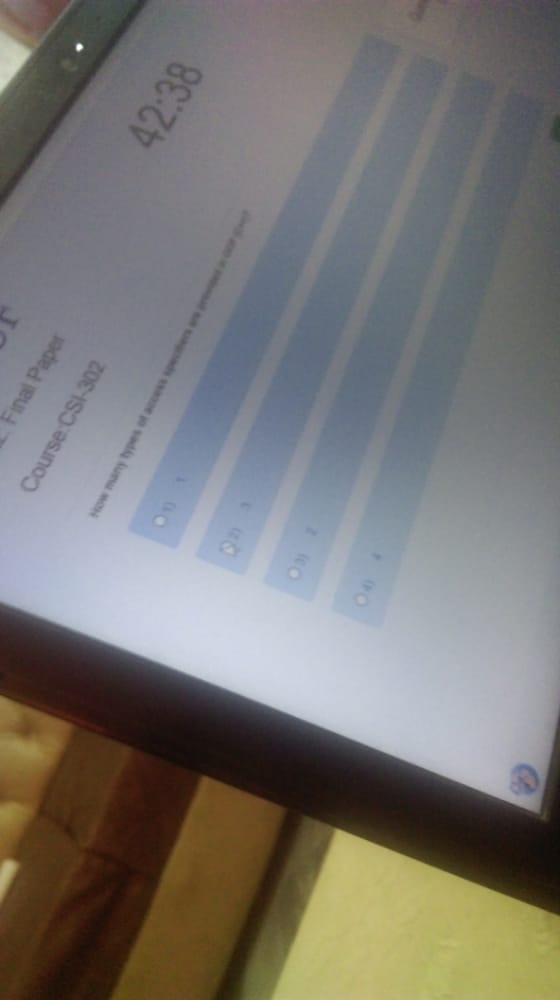 Final Paper
Course:CSI-302
42:38
How many types of access specifiers are provided in OOP
1) 1
2) 3
3) 2
4) 4